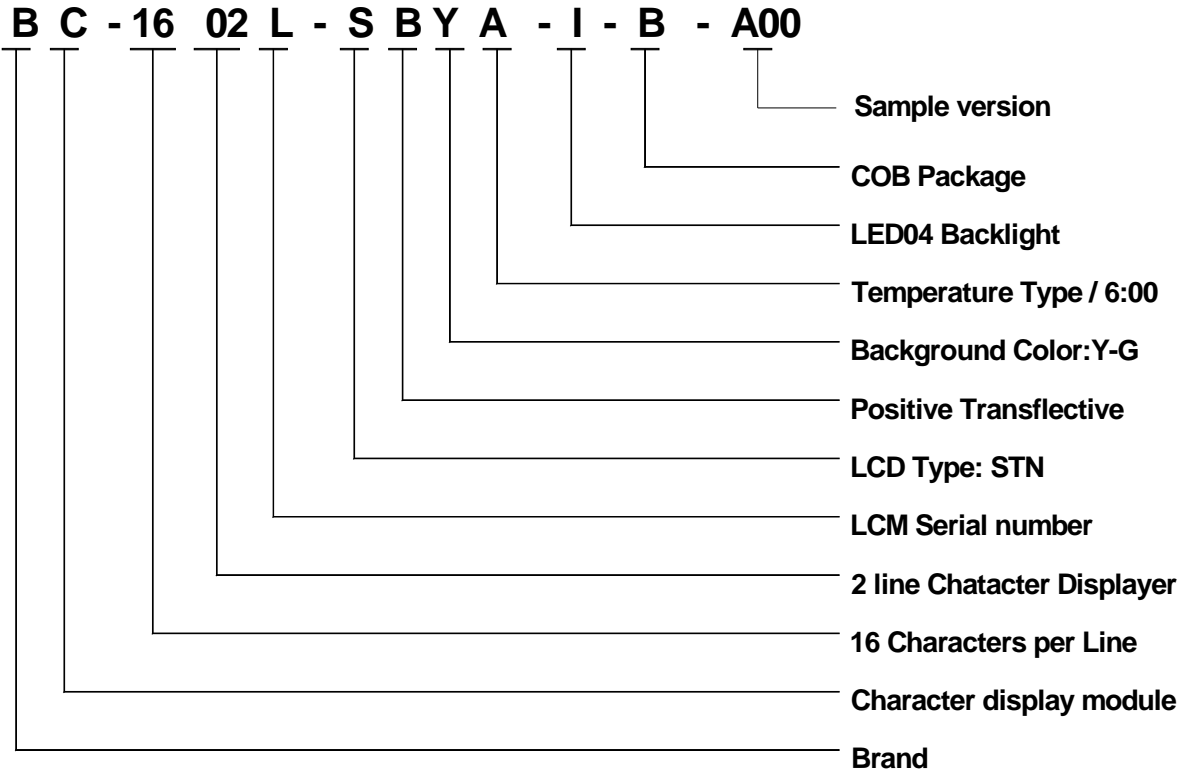 B C - 16 02 L - S B Y A - I - B - A00
Sample version
COB Package
LED04 Backlight
Temperature Type / 6:00
Background Color:Y-G
Positive Transflective
LCD Type: STN
LCM Serial number
2 line Chatacter Displayer
16 Characters per Line
Character display module
Brand